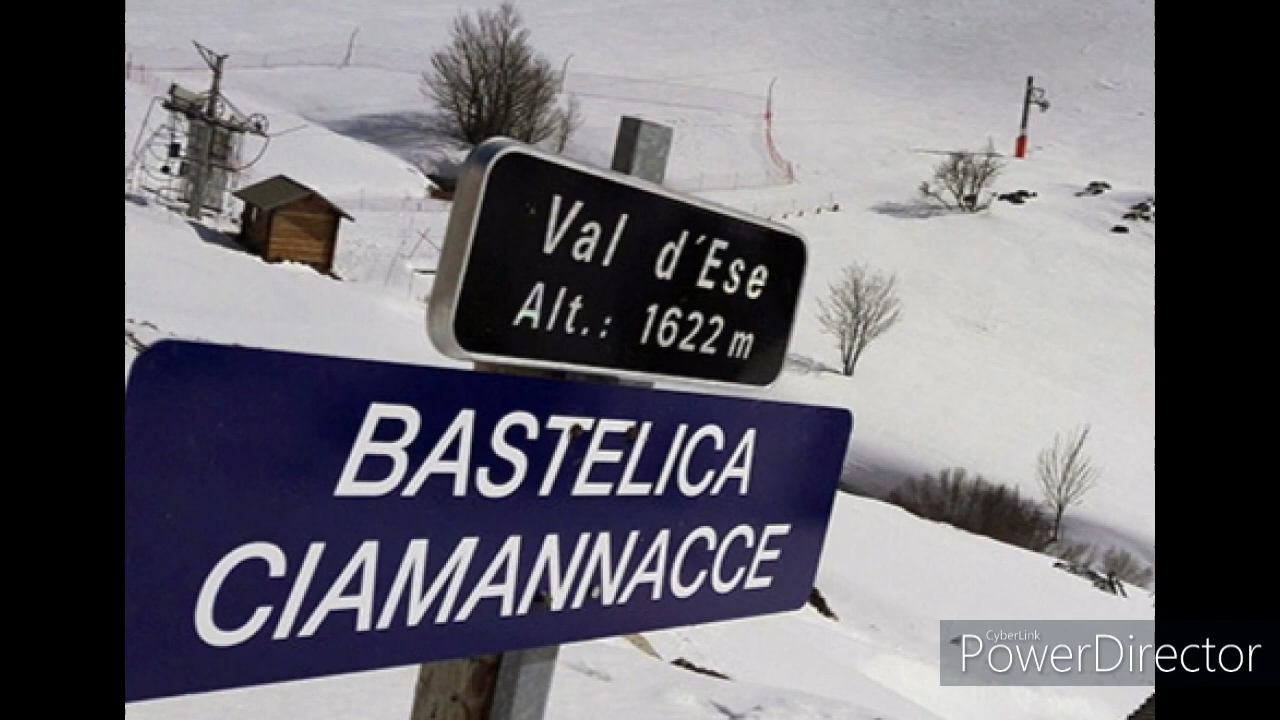 Val d'Ese
Alt.: 1622 m
BASTELICA
CIAMANNACCE
CyberLink
PowerDirector